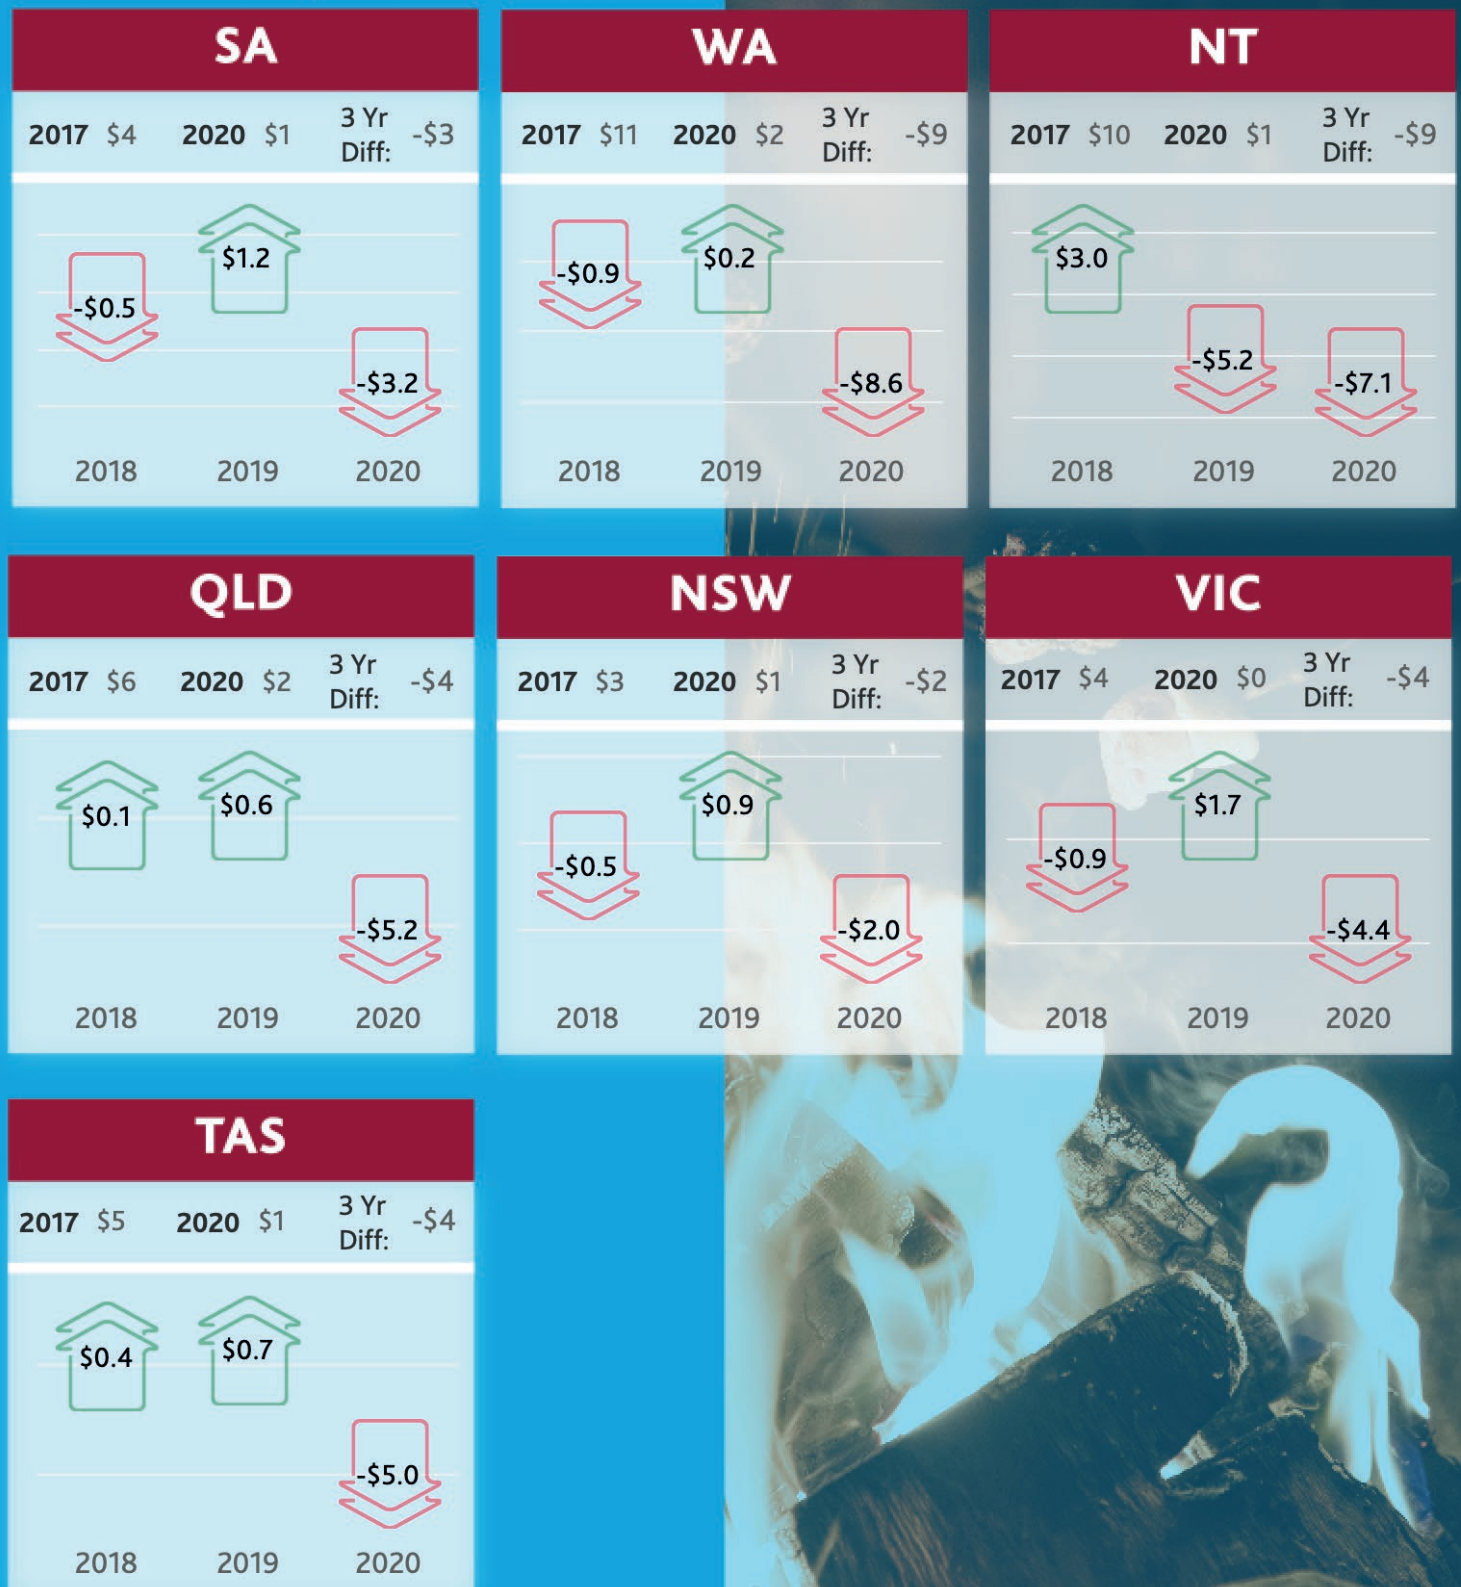 SA
2017 $4 2020 $1 3 Yr Diff: -$3
-$0.5
$1.2
-$3.2
2018 2019 2020
WA
2017 $11 2020 $2 3 Yr Diff: -$9
-$0.9
$0.2
-$8.6
2018 2019 2020
NT
2017 $10 2020 $1 3 Yr Diff: -$9
$3.0
-$5.2
-$7.1
2018 2019 2020
QLD
2017 $6 2020 $2 3 Yr Diff: -$4
$0.1
$0.6
-$5.2
2018 2019 2020
NSW
2017 $3 2020 $1 3 Yr Diff: -$2
-$0.5
$0.9
-$2.0
2018 2019 2020
VIC
2017 $4 2020 $0 3 Yr Diff: -$4
-$0.9
$1.7
-$4.4
2018 2019 2020
TAS
2017 $5 2020 $1 3 Yr Diff: -$4
$0.4
$0.7
-$5.0
2018 2019 2020